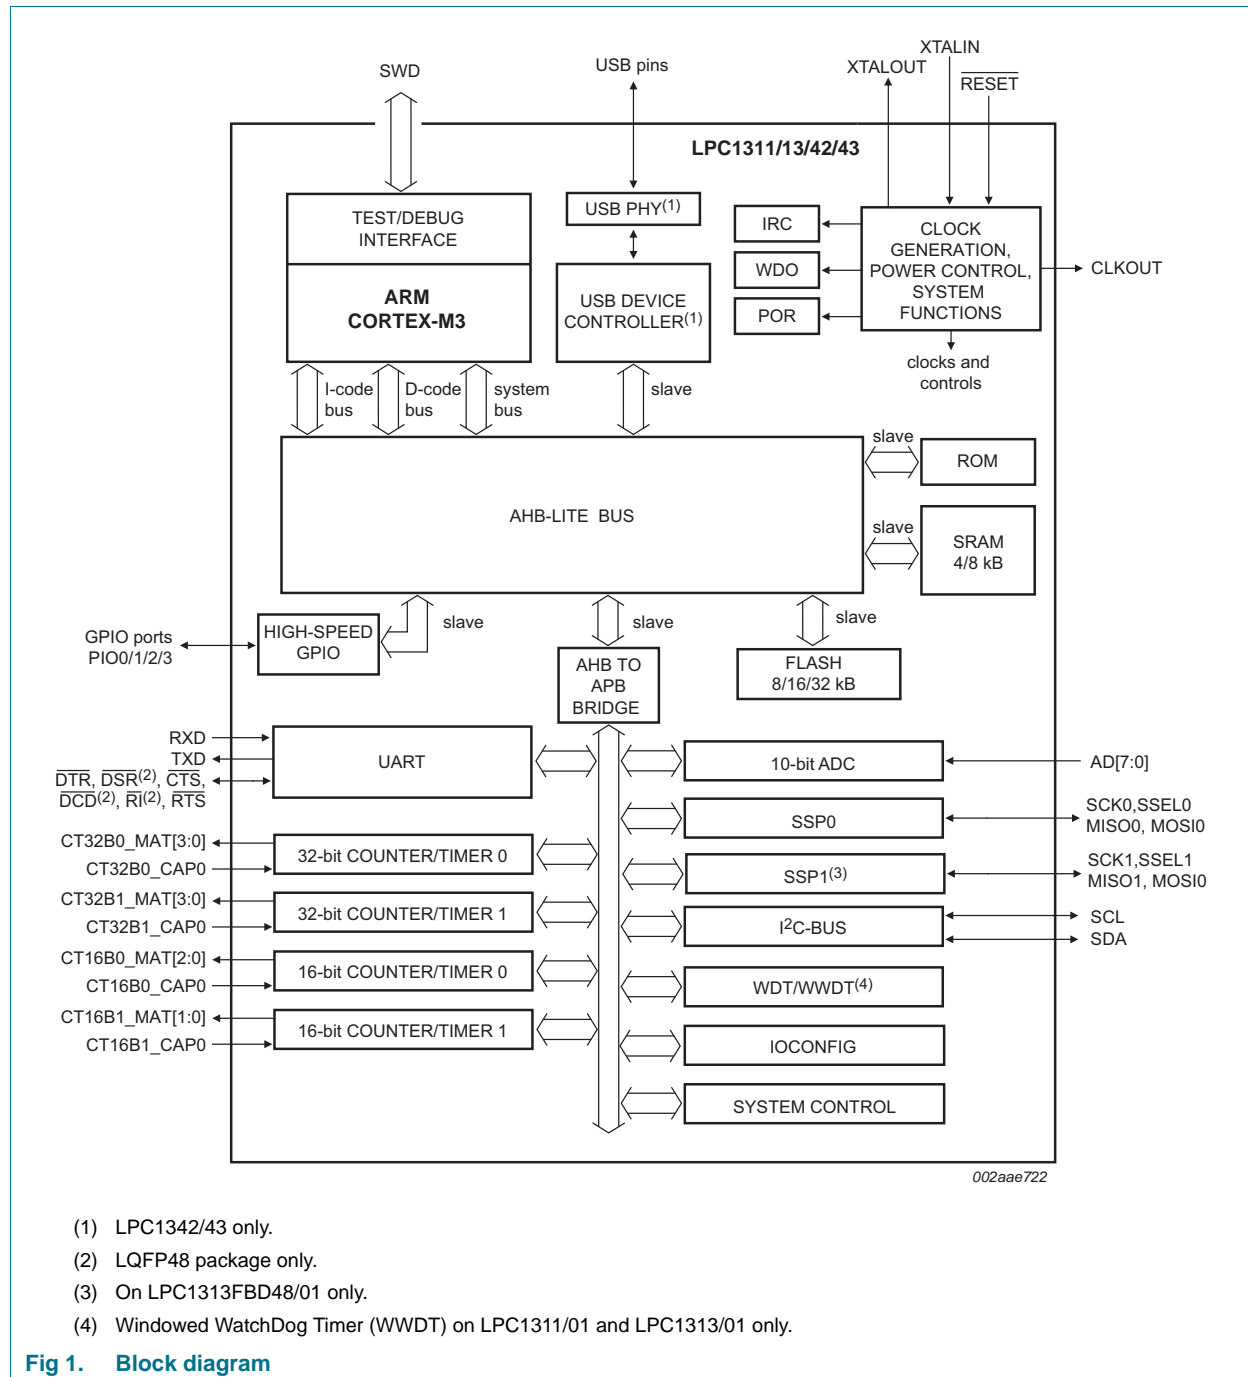 XTALIN
XTALOUT
RESET
SWD
USB pins
LPC1311/13/42/43
TEST/DEBUG
INTERFACE
ARM
CORTEX-M3
USB PHY(1)
USB DEVICE
CONTROLLER(1)
IRC
WDO
POR
CLOCK
GENERATION,
POWER CONTROL,
SYSTEM
FUNCTIONS
CLKOUT
clocks and
controls
I-code
bus
D-code
bus
system
bus
slave
AHB-LITE BUS
slave
ROM
slave
SRAM
4/8 kB
GPIO ports
PIO0/1/2/3
HIGH-SPEED
GPIO
slave
slave
slave
AHB TO
APB
BRIDGE
FLASH
8/16/32 kB
RXD
TXD
DTR, DSR(2), CTS,
DCD(2), RI(2), RTS
UART
10-bit ADC
AD[7:0]
SSP0
SCK0,SSEL0
MISO0, MOSI0
CT32B0_MAT[3:0]
CT32B0_CAP0
32-bit COUNTER/TIMER 0
SSP1(3)
SCK1,SSEL1
MISO1, MOSI0
CT32B1_MAT[3:0]
CT32B1_CAP0
32-bit COUNTER/TIMER 1
I2C-BUS
SCL
SDA
CT16B0_MAT[2:0]
CT16B0_CAP0
16-bit COUNTER/TIMER 0
WDT/WWDT(4)
CT16B1_MAT[1:0]
CT16B1_CAP0
16-bit COUNTER/TIMER 1
IOCONFIG
SYSTEM CONTROL
002aae722
(1) LPC1342/43 only.
(2) LQFP48 package only.
(3) On LPC1313FBD48/01 only.
(4) Windowed WatchDog Timer (WWDT) on LPC1311/01 and LPC1313/01 only.
Fig 1. Block diagram